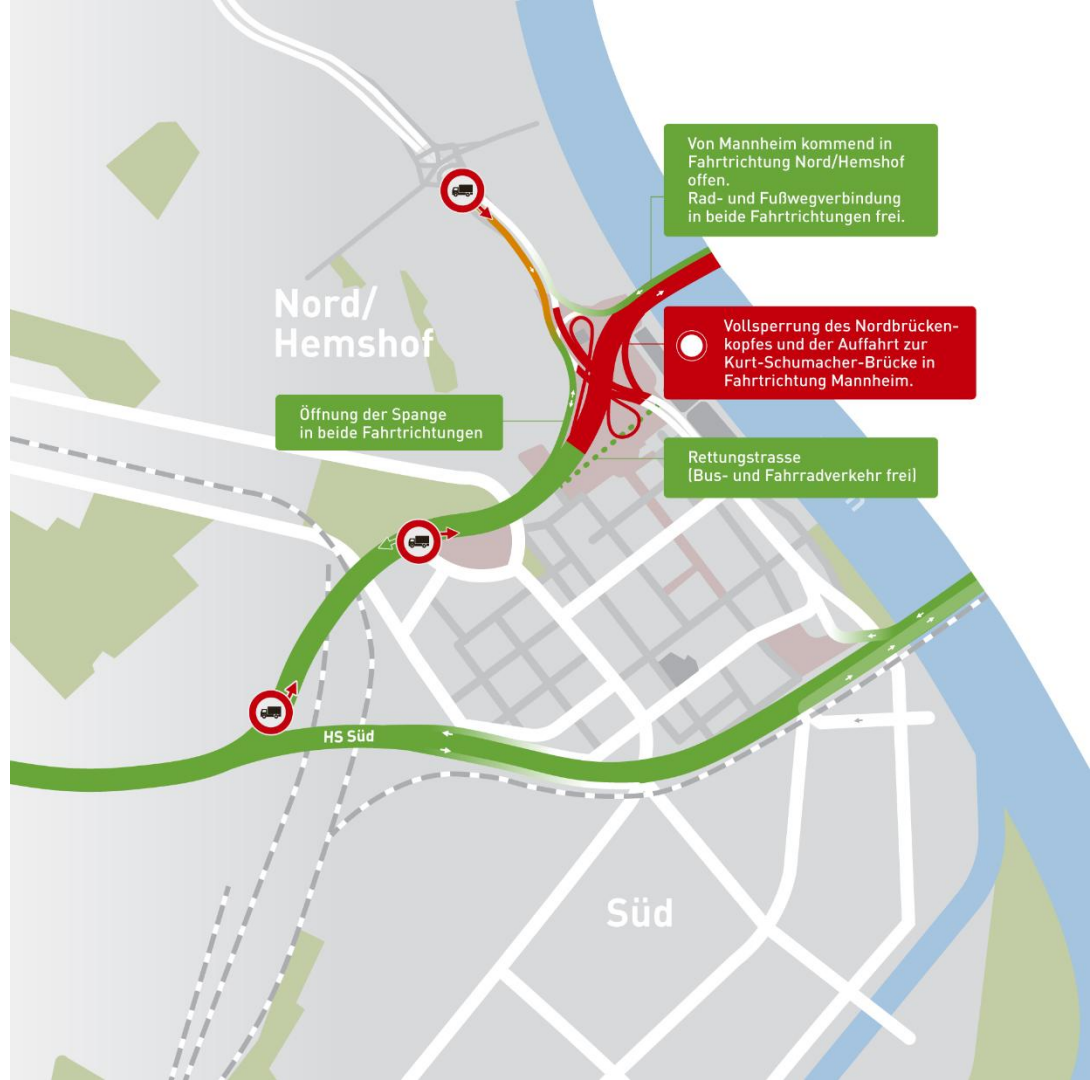 Von Mannheim kommend in
Fahrtrichtung Nord/Hemshof
offen.
Rad- und Fußwegverbindung
in beide Fahrtrichtungen frei.
Nord/
Hemshof
Vollsperrung des Nordbrücken-
kopfes und der Auffahrt zur
Kurt-Schumacher-Brücke in
Fahrtrichtung Mannheim.
Öffnung der Spange
in beide Fahrtrichtungen
Rettungstrasse
(Bus- und Fahrradverkehr frei)
HS Süd
Süd